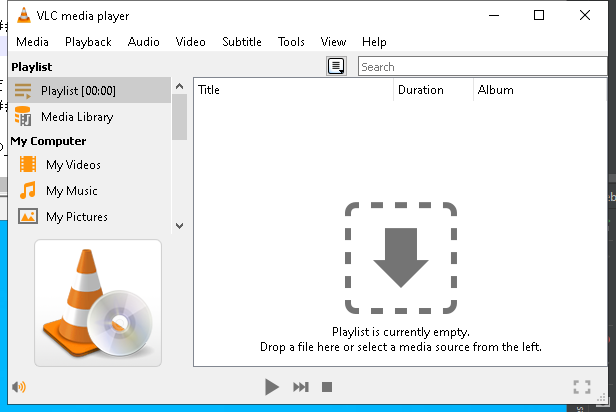 VLC media player
Media Playback Audio Video Subtitle Tools View Help
Playlist
Search
Playlist [00:00]
Title Duration Album
Media Library
My Computer
My Videos
My Music
My Pictures
Playlist is currently empty.
Drop a file here or select a media source from the left.